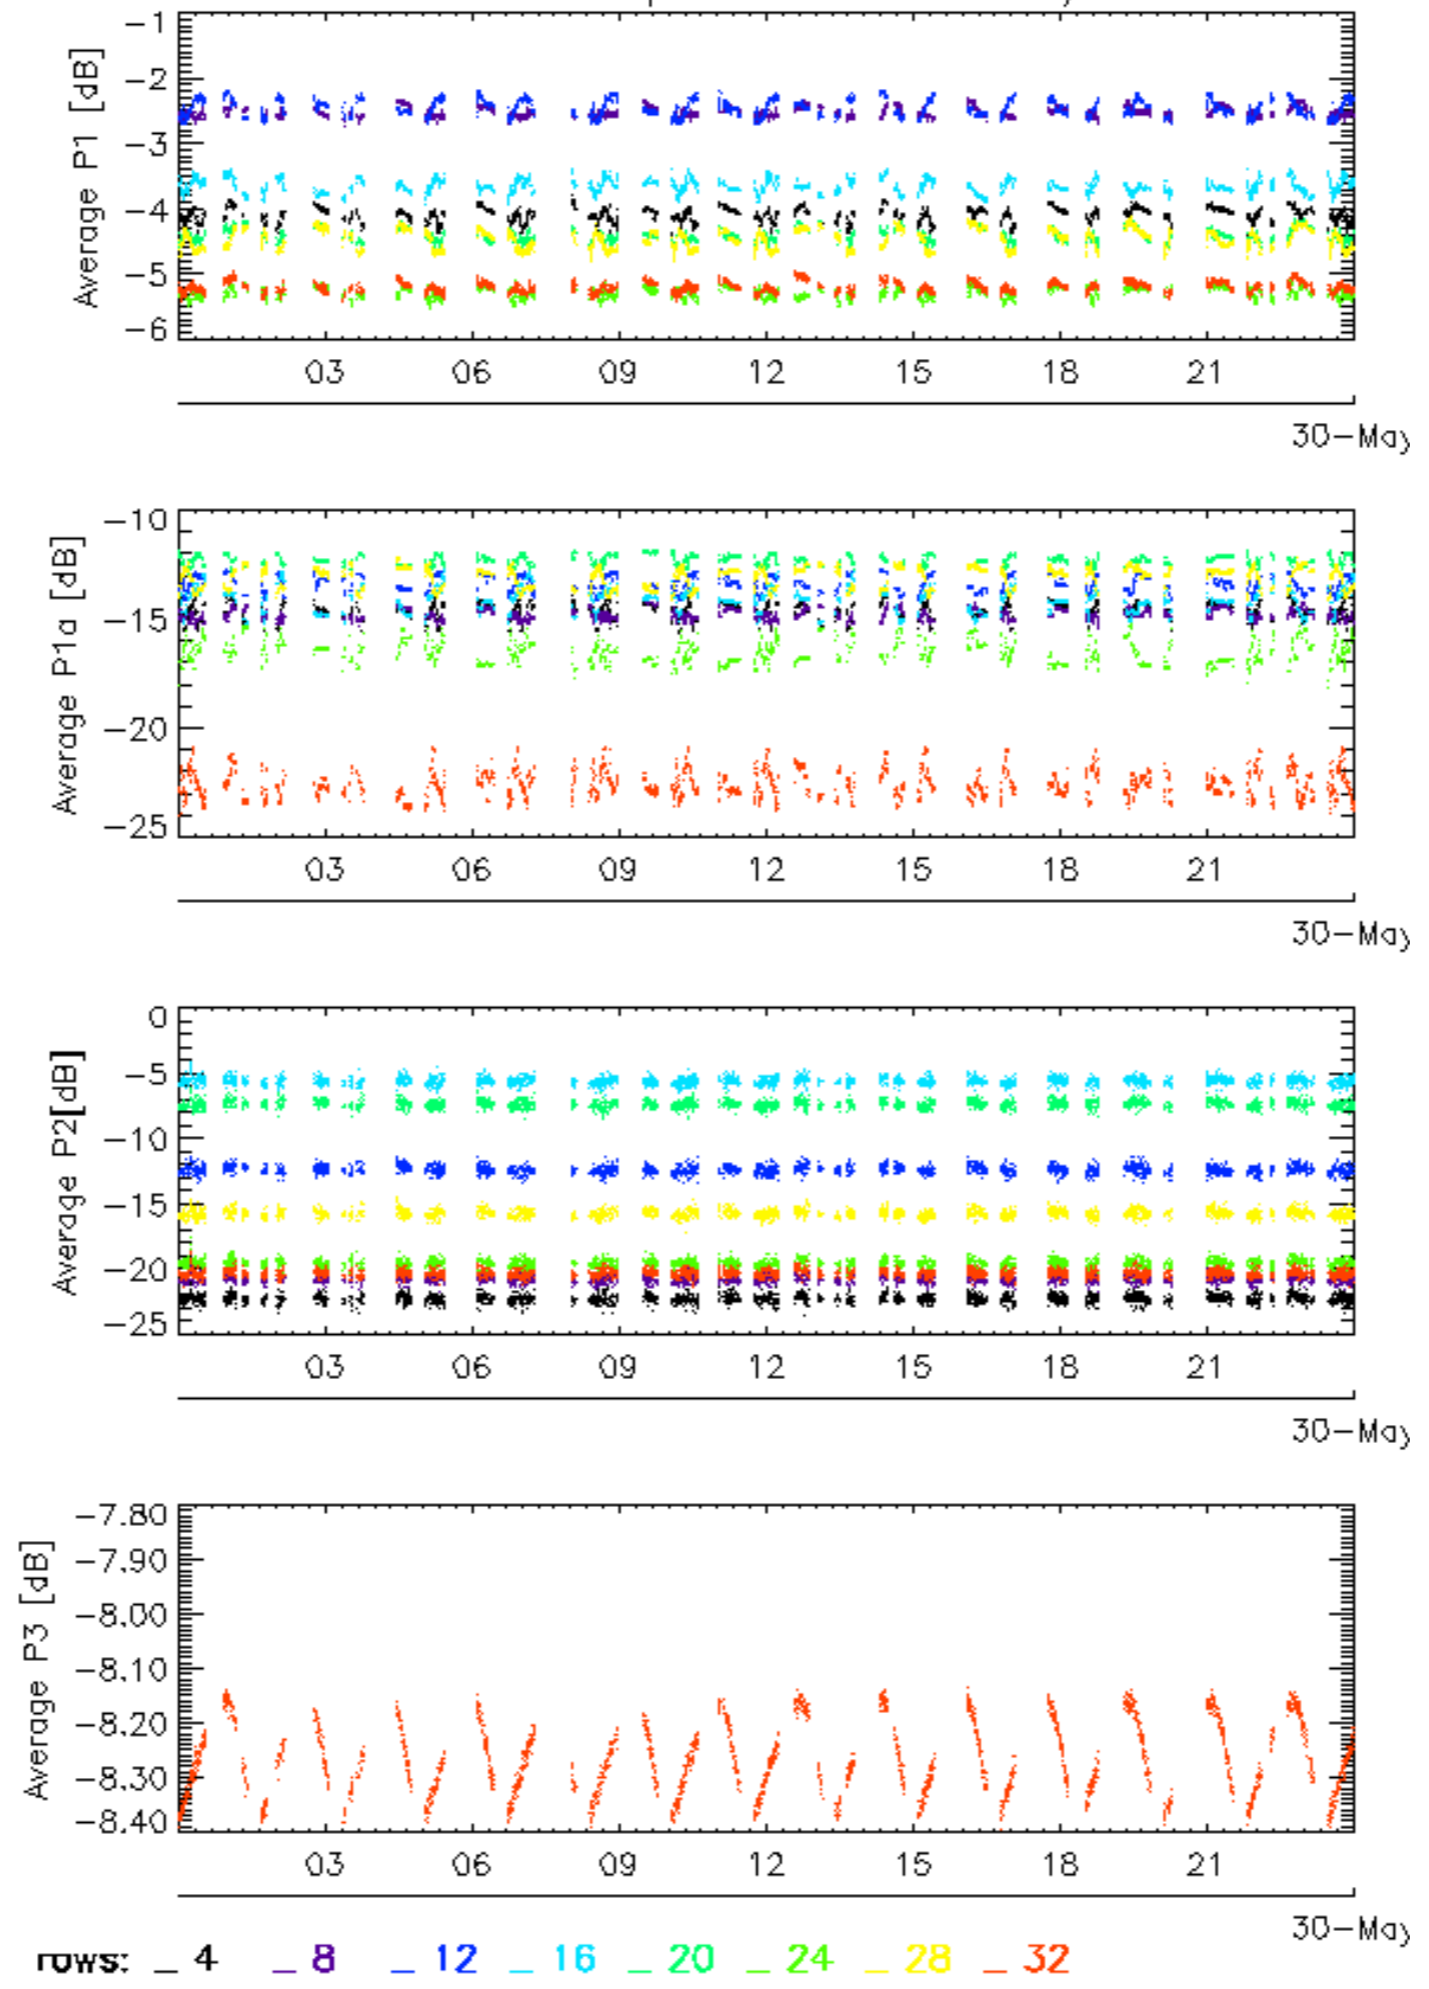 -1
-2
-3
-4
-5
-6
Average P1 [dB]
03 06 09 12 15 18 21
30-May
-10
-15
-20
-25
Average P1a [dB]
03 06 09 12 15 18 21
30-May
0
-5
-10
-15
-20
-25
Average P2[dB]
03 06 09 12 15 18 21
30-May
-7.80
-7.90
-8.00
-8.10
-8.20
-8.30
-8.40
Average P3 [dB]
03 06 09 12 15 18 21
30-May
rows: _ 4 _ 8 _ 12 _ 16 _ 20 _ 24 _ 28 _ 32